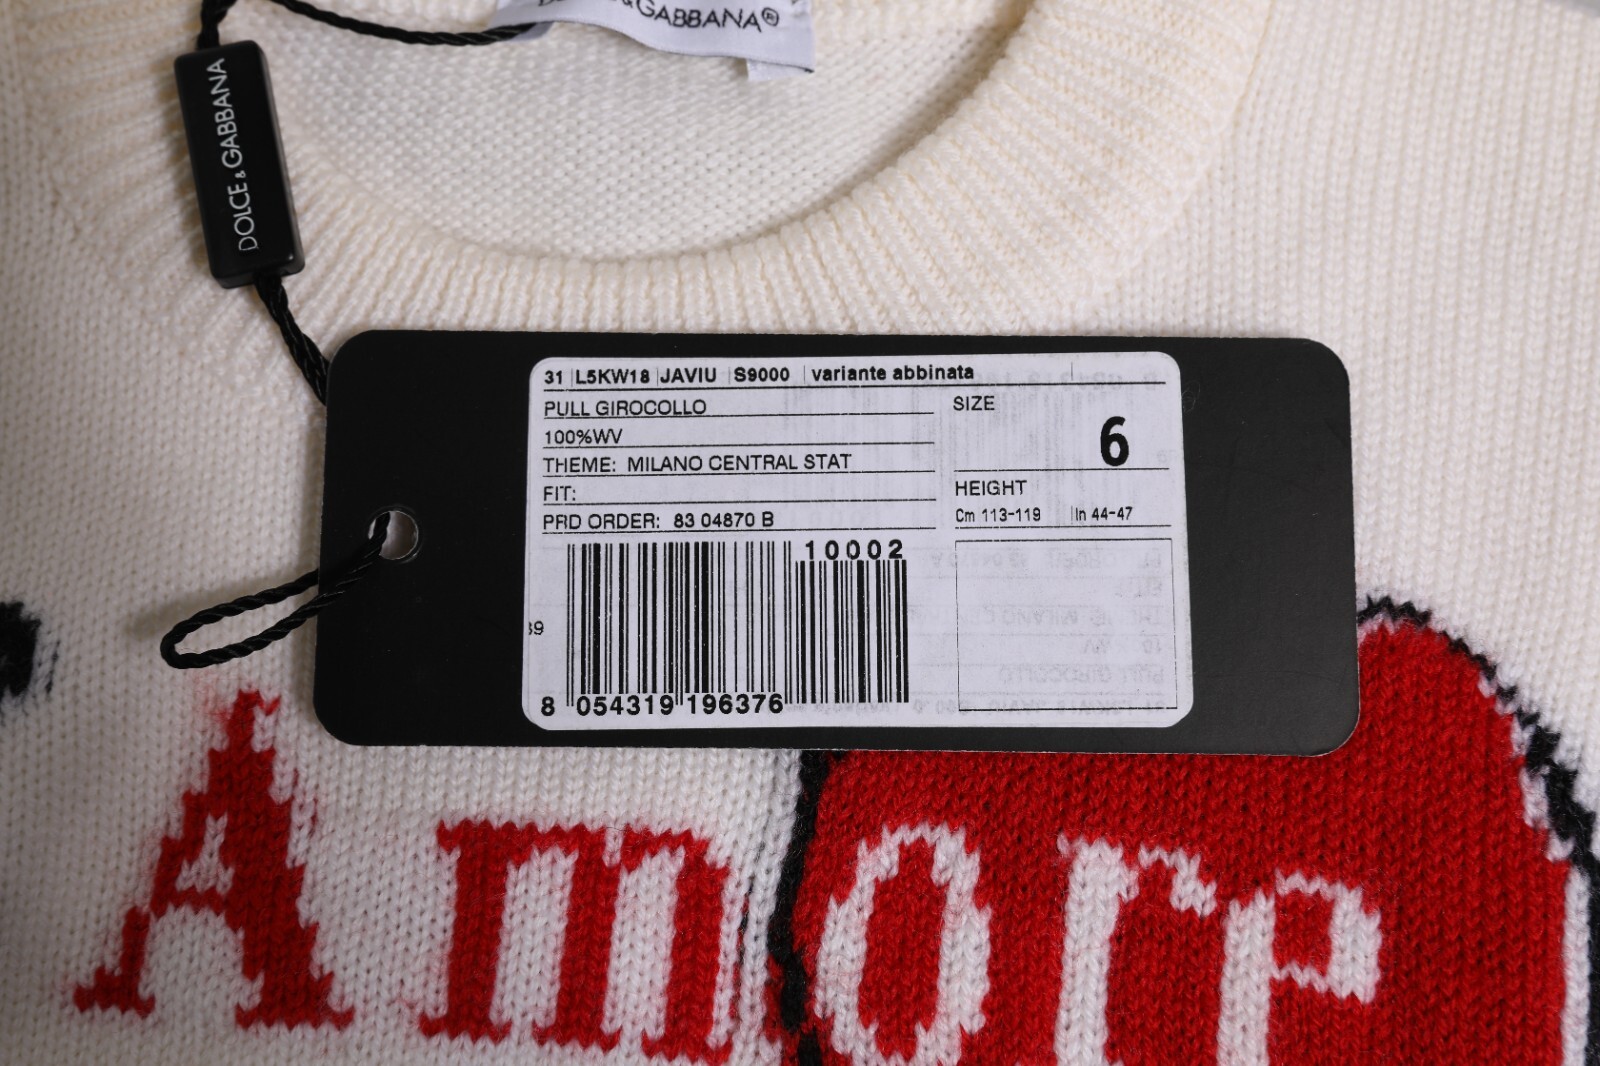 DOLCE & GABBANA®
DOLCE & GABBANA
31 L5KW18 JAVIU S9000 variante abbinata
PULL GIROCOLLO
100%WV
THEME: MILANO CENTRAL STAT
FIT:
PRD ORDER: 83 04870 B
SIZE
6
HEIGHT
Cm 113-119 In 44-47
10002
39
8 054319 196376
Amore